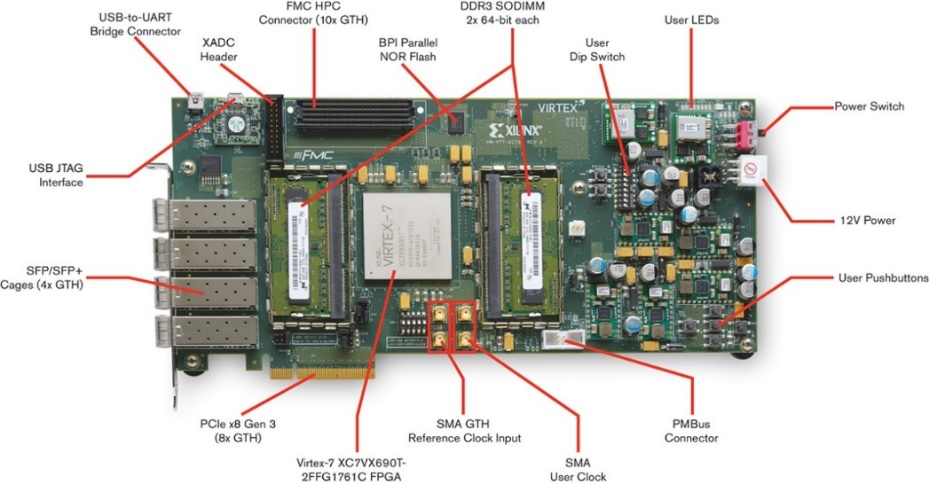 USB-to-UART
Bridge Connector
XADC
Header
FMC HPC
Connector (10x GTH)
BPI Parallel
NOR Flash
DDR3 SODIMM
2x 64-bit each
User
Dip Switch
User LEDs
Power Switch
VIRTEX
XILINX
FMC
USB JTAG
Interface
VIRTEX-7
12V Power
SFP/SFP+
Cages (4x GTH)
User Pushbuttons
PCIe x8 Gen 3
(8x GTH)
SMA GTH
Reference Clock Input
PMBus
Connector
Virtex-7 XC7VX690T-
2FFG1761C FPGA
SMA
User Clock